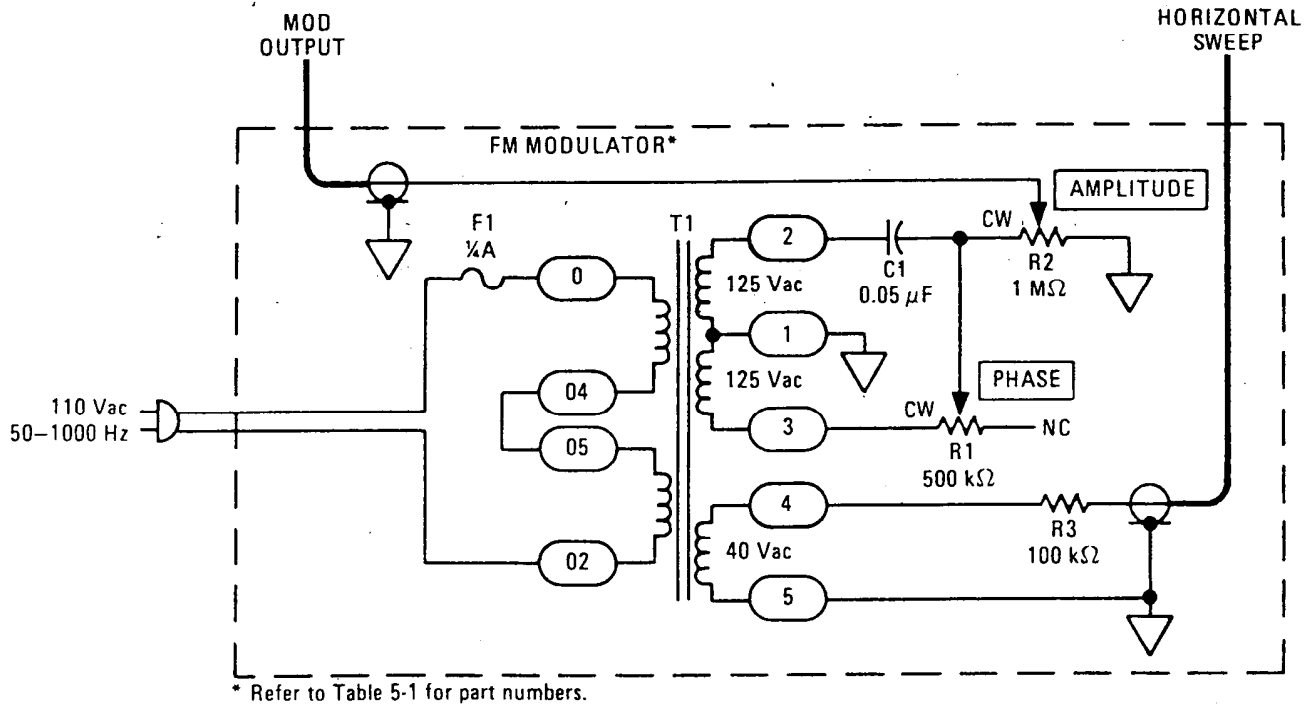 MOD
OUTPUT
HORIZONTAL
SWEEP
FM MODULATOR*
AMPLITUDE
F1
¼A
T1
CW
0
2
C1
0.05 µF
R2
1 MΩ
125 Vac
1
04
125 Vac
PHASE
110 Vac
50–1000 Hz
CW
NC
05
3
R1
500 kΩ
4
R3
100 kΩ
40 Vac
02
5
* Refer to Table 5-1 for part numbers.